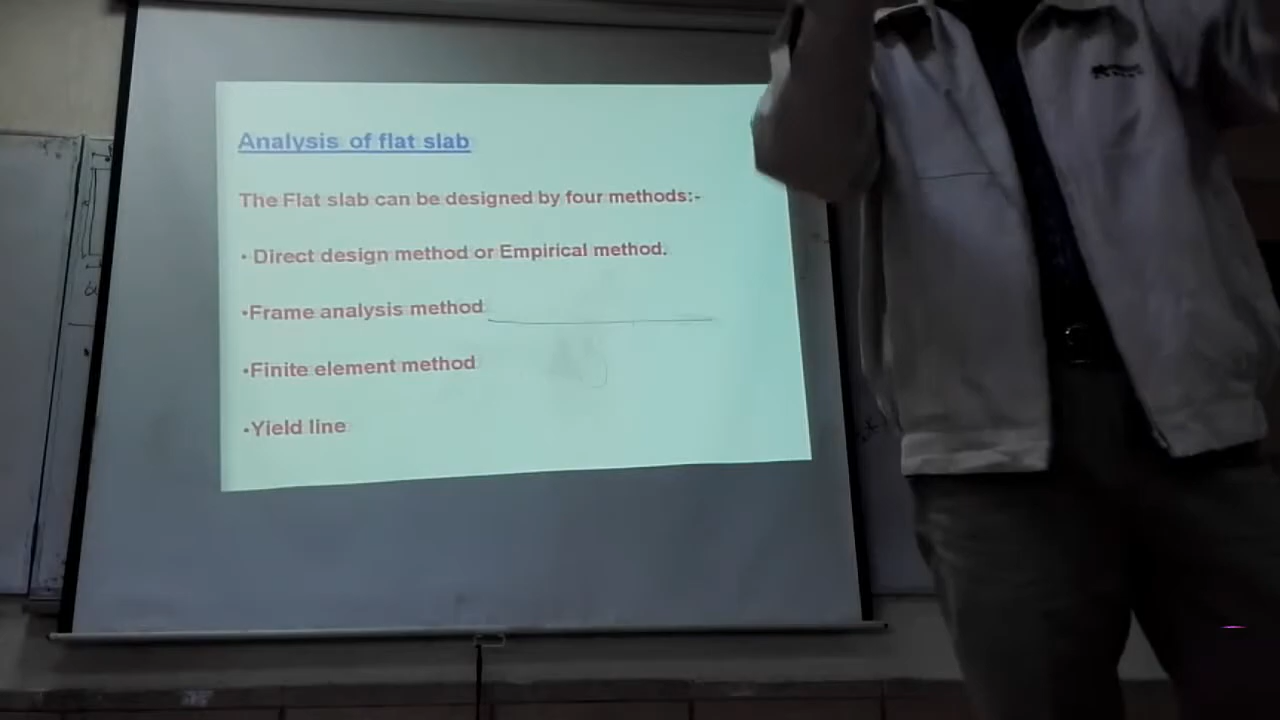 Analysis of flat slab
The Flat slab can be designed by four methods:-
• Direct design method or Empirical method.
•Frame analysis method
•Finite element method
•Yield line